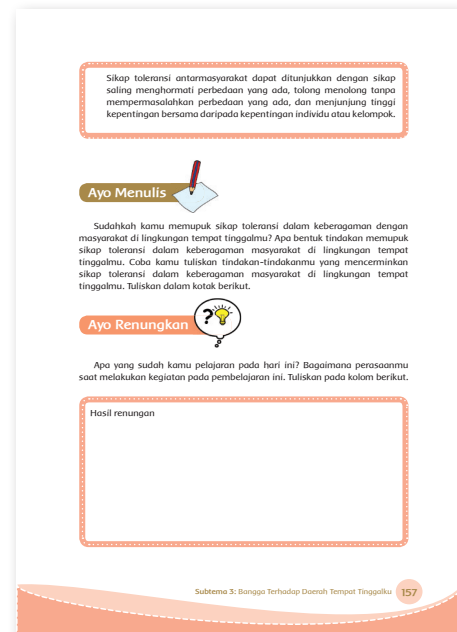 Sikap toleransi antarmasyarakat dapat ditunjukkan dengan sikap
saling menghormati perbedaan yang ada, tolong menolong tanpa
mempermasalahkan perbedaan yang ada, dan menjunjung tinggi
kepentingan bersama daripada kepentingan individu atau kelompok.
Ayo Menulis
Sudahkah kamu memupuk sikap toleransi dalam keberagaman dengan
masyarakat di lingkungan tempat tinggalmu? Apa bentuk tindakan memupuk
sikap toleransi dalam keberagaman masyarakat di lingkungan tempat
tinggalmu. Coba kamu tuliskan tindakan-tindakanmu yang mencerminkan
sikap toleransi dalam keberagaman masyarakat di lingkungan tempat
tinggalmu. Tuliskan dalam kotak berikut.
Ayo Renungkan
?
Apa yang sudah kamu pelajaran pada hari ini? Bagaimana perasaanmu
saat melakukan kegiatan pada pembelajaran ini. Tuliskan pada kolom berikut.
Hasil renungan
Subtema 3: Bangga Terhadap Daerah Tempat Tinggalku 157